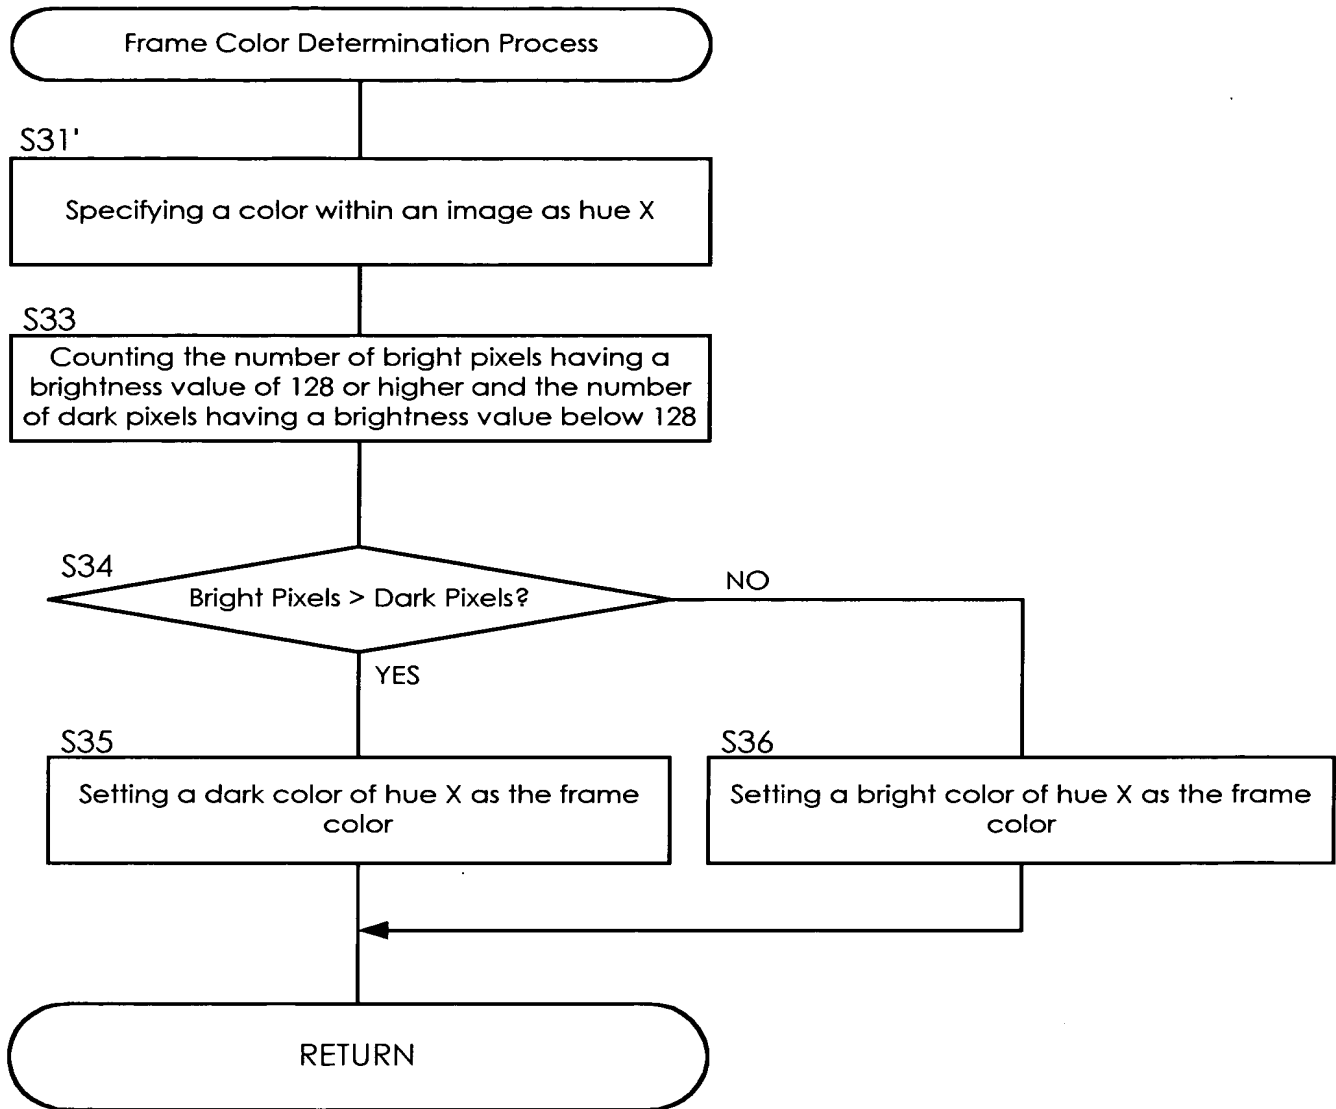 Frame Color Determination Process
S31'
Specifying a color within an image as hue X
S33
Counting the number of bright pixels having a
brightness value of 128 or higher and the number
of dark pixels having a brightness value below 128
S34
Bright Pixels > Dark Pixels?
NO
YES
S35
Setting a dark color of hue X as the frame
color
S36
Setting a bright color of hue X as the frame
color
RETURN